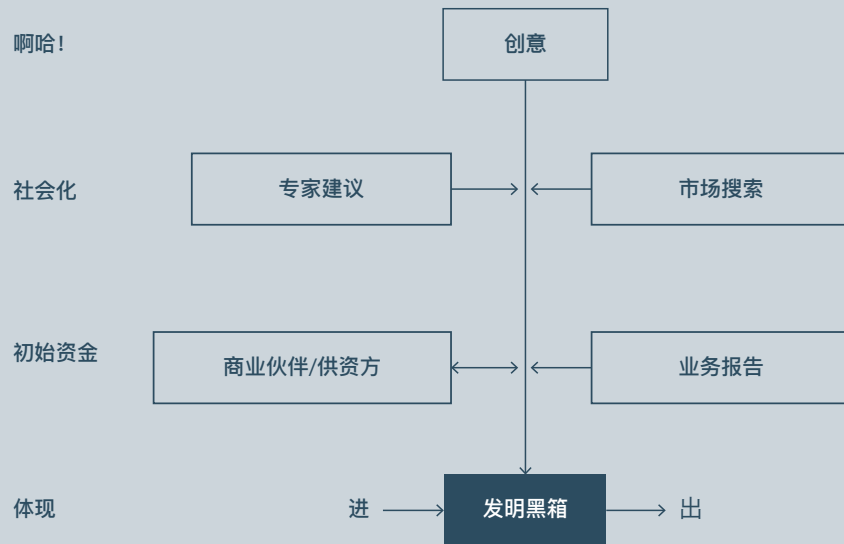 啊哈！
创意
社会化
专家建议
市场搜索
初始资金
商业伙伴/供资方
业务报告
体现
进
发明黑箱
出